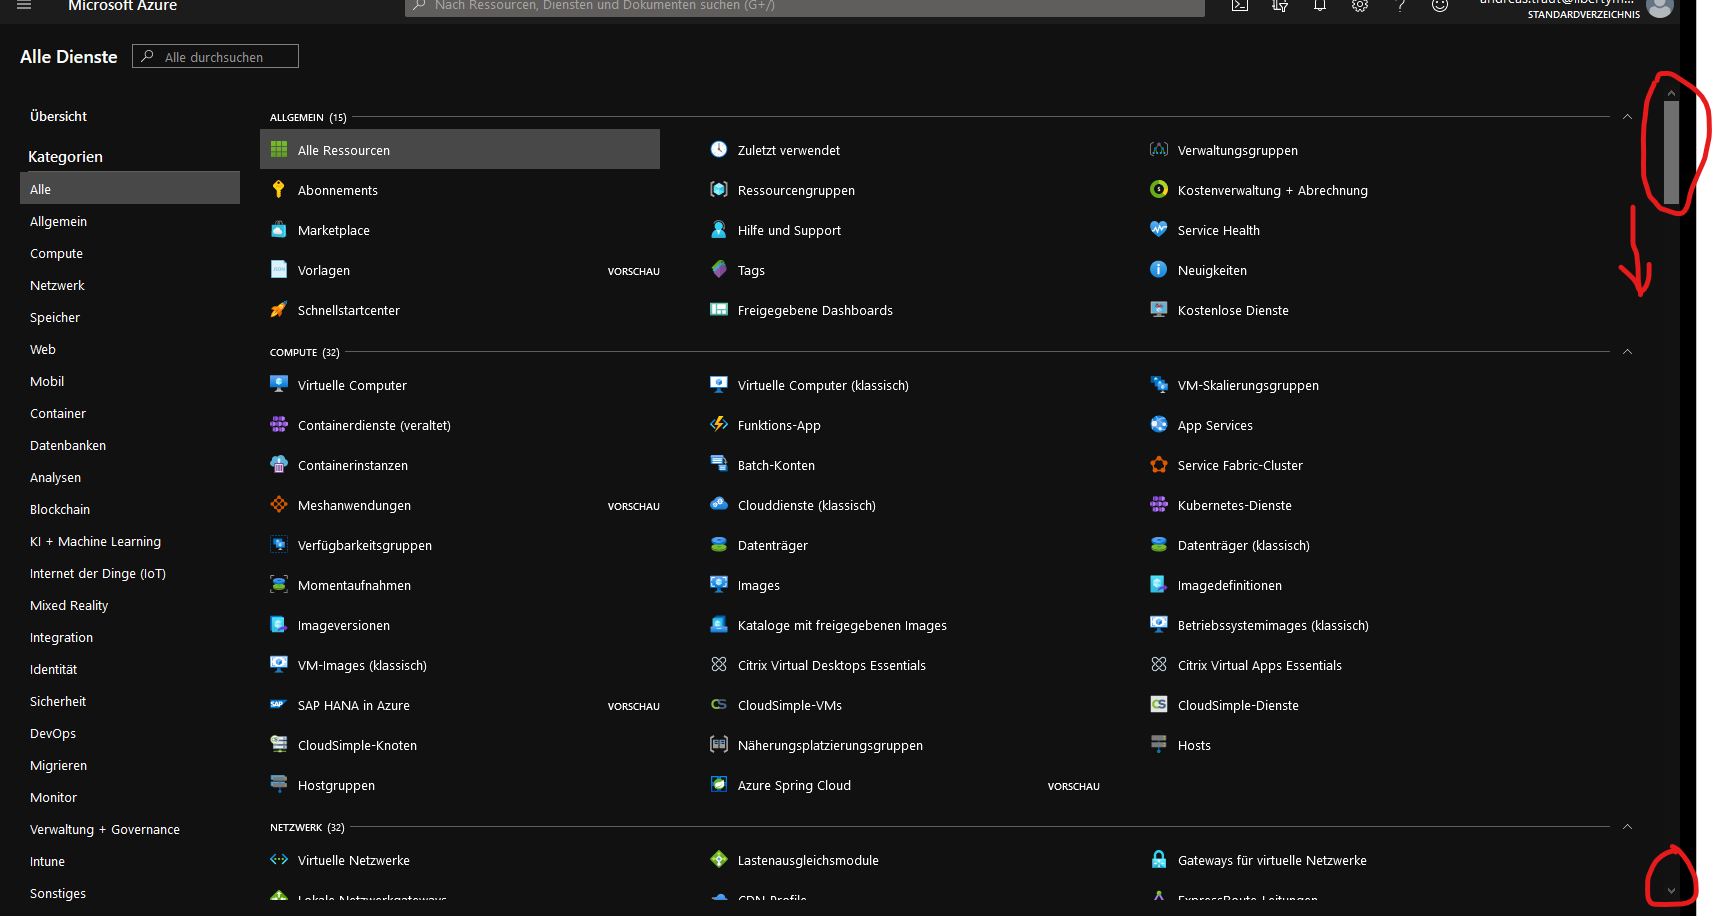 Microsoft Azure
Nach Ressourcen, Diensten und Dokumenten suchen (G+/)
STANDARDVERZEICHNIS
Alle Dienste
Alle durchsuchen
Übersicht
Kategorien
Alle
Allgemein
Compute
Netzwerk
Speicher
Web
Mobil
Container
Datenbanken
Analysen
Blockchain
KI + Machine Learning
Internet der Dinge (IoT)
Mixed Reality
Integration
Identität
Sicherheit
DevOps
Migrieren
Monitor
Verwaltung + Governance
Intune
Sonstiges
ALLGEMEIN (15)
Alle Ressourcen
Zuletzt verwendet
Verwaltungsgruppen
Abonnements
Ressourcengruppen
Kostenverwaltung + Abrechnung
Marketplace
Hilfe und Support
Service Health
Vorlagen VORSCHAU
Tags
Neuigkeiten
Schnellstartcenter
Freigegebene Dashboards
Kostenlose Dienste
COMPUTE (32)
Virtuelle Computer
Virtuelle Computer (klassisch)
VM-Skalierungsgruppen
Containerdienste (veraltet)
Funktions-App
App Services
Containerinstanzen
Batch-Konten
Service Fabric-Cluster
Meshanwendungen VORSCHAU
Clouddienste (klassisch)
Kubernetes-Dienste
Verfügbarkeitsgruppen
Datenträger
Datenträger (klassisch)
Momentaufnahmen
Images
Imagedefinitionen
Imageversionen
Kataloge mit freigegebenen Images
Betriebssystemimages (klassisch)
VM-Images (klassisch)
Citrix Virtual Desktops Essentials
Citrix Virtual Apps Essentials
SAP HANA in Azure VORSCHAU
CloudSimple-VMs
CloudSimple-Dienste
CloudSimple-Knoten
Näherungsplatzierungsgruppen
Hosts
Hostgruppen
Azure Spring Cloud VORSCHAU
NETZWERK (32)
Virtuelle Netzwerke
Lastenausgleichsmodule
Gateways für virtuelle Netzwerke
Lokale Netzwerkgateways
CDN-Profile
ExpressRoute-Leitungen